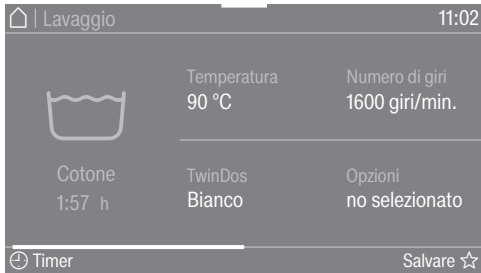 | Lavaggio 11:02
Temperatura Numero di giri
90 °C 1600 giri/min.
Cotone TwinDos Opzioni
1:57 h Bianco no selezionato
Timer Salvare